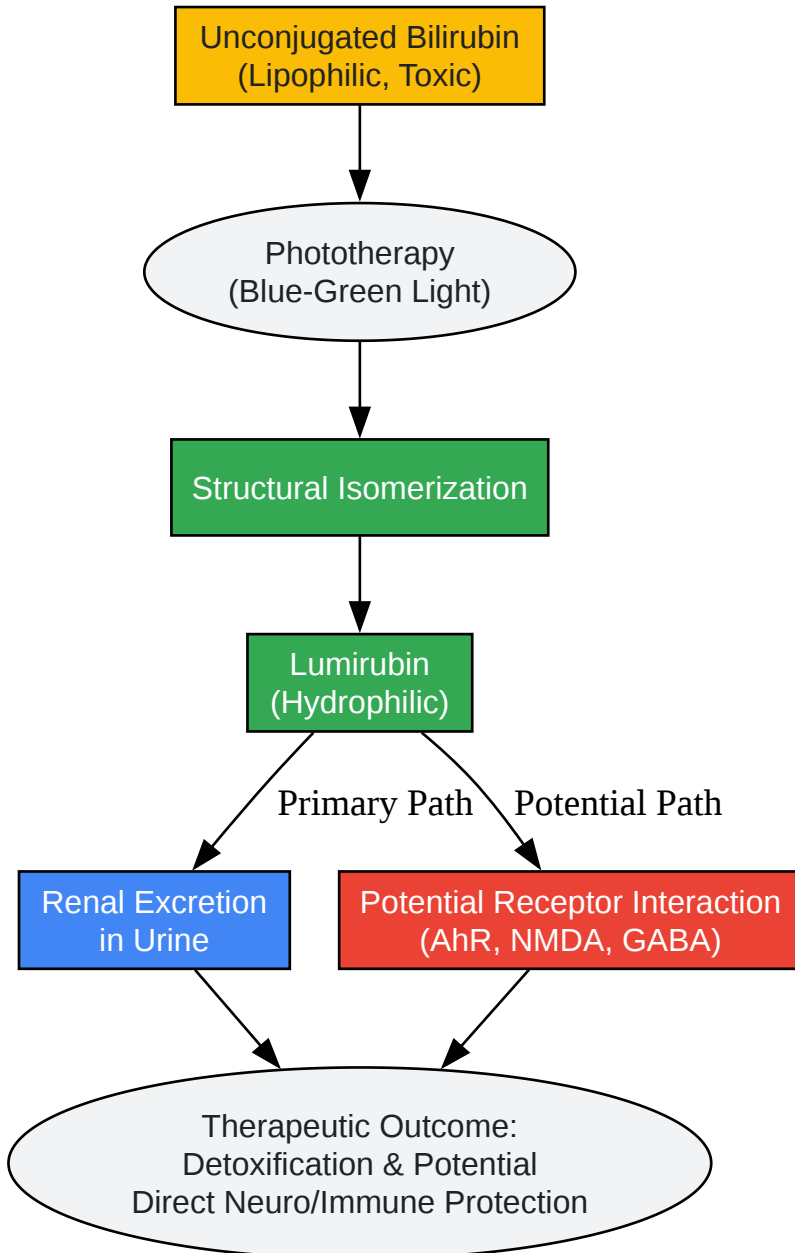 Unconjugated Bilirubin
(Lipophilic, Toxic)
Phototherapy
(Blue-Green Light)
Structural Isomerization
Lumirubin
(Hydrophilic)
Primary Path
Potential Path
Renal Excretion
in Urine
Potential Receptor Interaction
(AhR, NMDA, GABA)
Therapeutic Outcome:
Detoxification & Potential
Direct Neuro/Immune Protection